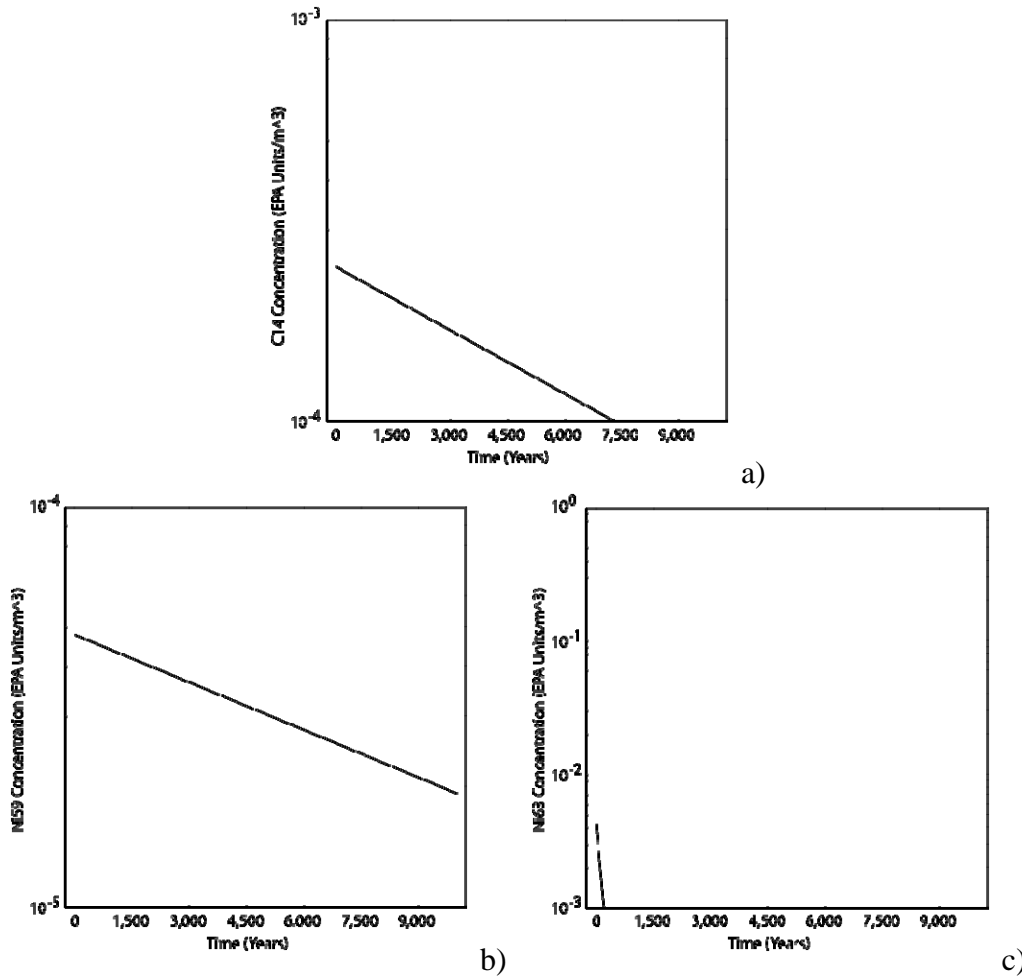 10^-3
C14 Concentration (EPA Units/m^3)
10^-4
0 1,500 3,000 4,500 6,000 7,500 9,000
Time (Years)
a)
10^-4
Ni59 Concentration (EPA Units/m^3)
10^-5
0 1,500 3,000 4,500 6,000 7,500 9,000
Time (Years)
b)
10^0
10^-1
Ni63 Concentration (EPA Units/m^3)
10^-2
10^-3
0 1,500 3,000 4,500 6,000 7,500 9,000
Time (Years)
c)